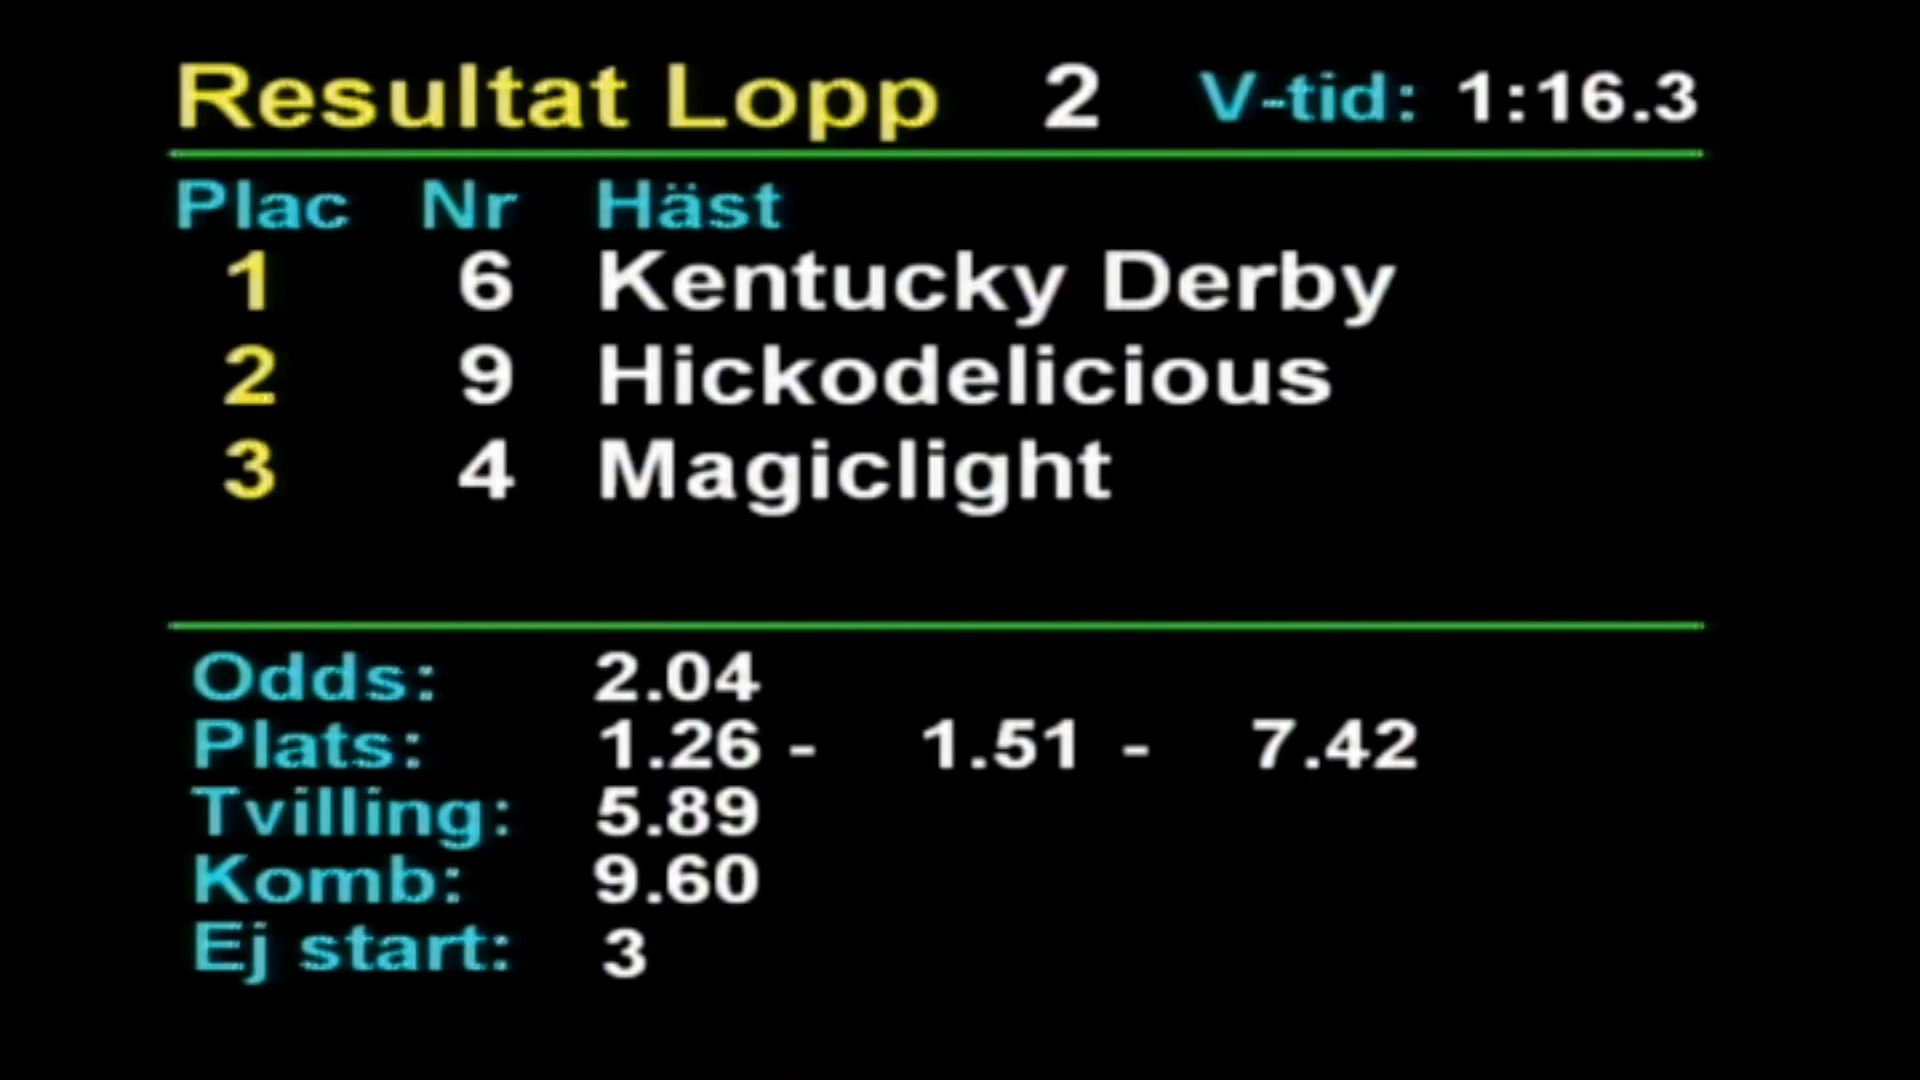 Resultat Lopp 2 V-tid: 1:16.3
Plac Nr Häst
1 6 Kentucky Derby
2 9 Hickodelicious
3 4 Magiclight
Odds: 2.04
Plats: 1.26 - 1.51 - 7.42
Tvilling: 5.89
Komb: 9.60
Ej start: 3